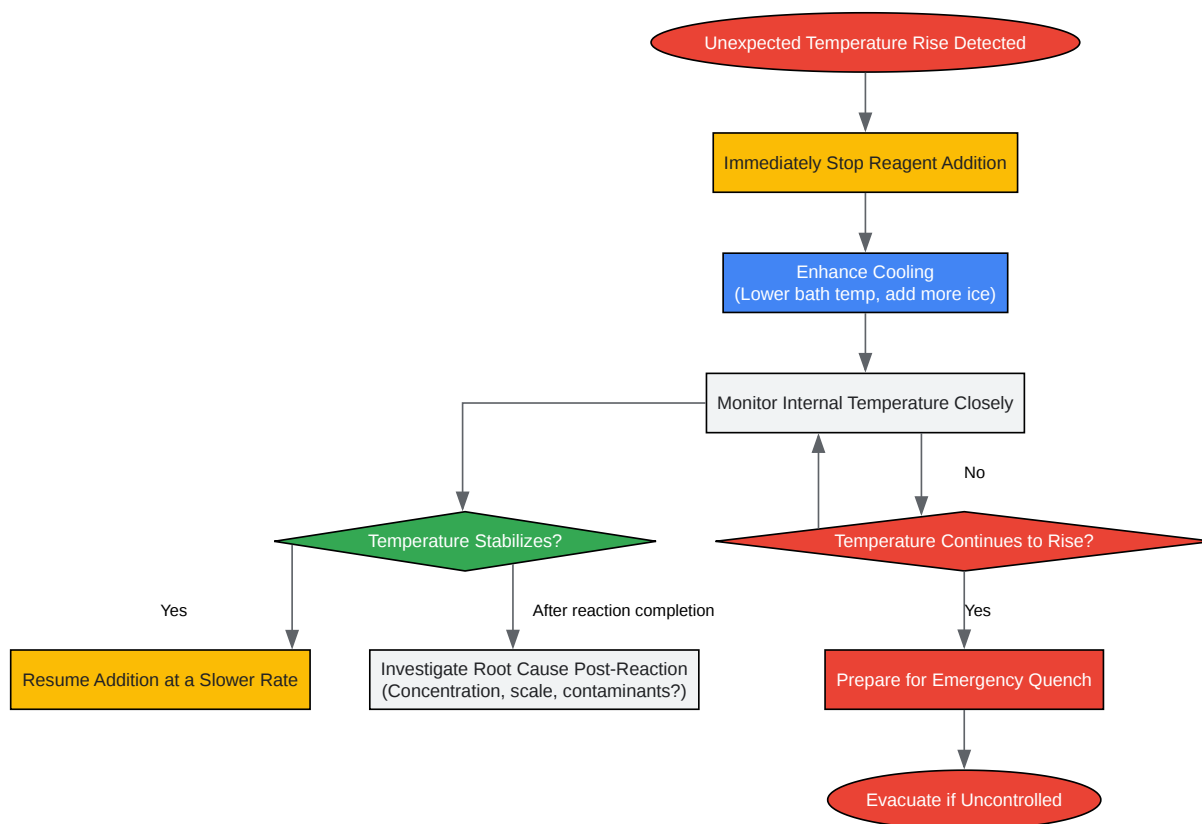 Unexpected Temperature Rise Detected
Immediately Stop Reagent Addition
Enhance Cooling
(Lower bath temp, add more ice)
Monitor Internal Temperature Closely
No
Temperature Stabilizes?
Temperature Continues to Rise?
Yes
After reaction completion
Yes
Resume Addition at a Slower Rate
Investigate Root Cause Post-Reaction
(Concentration, scale, contaminants?)
Prepare for Emergency Quench
Evacuate if Uncontrolled